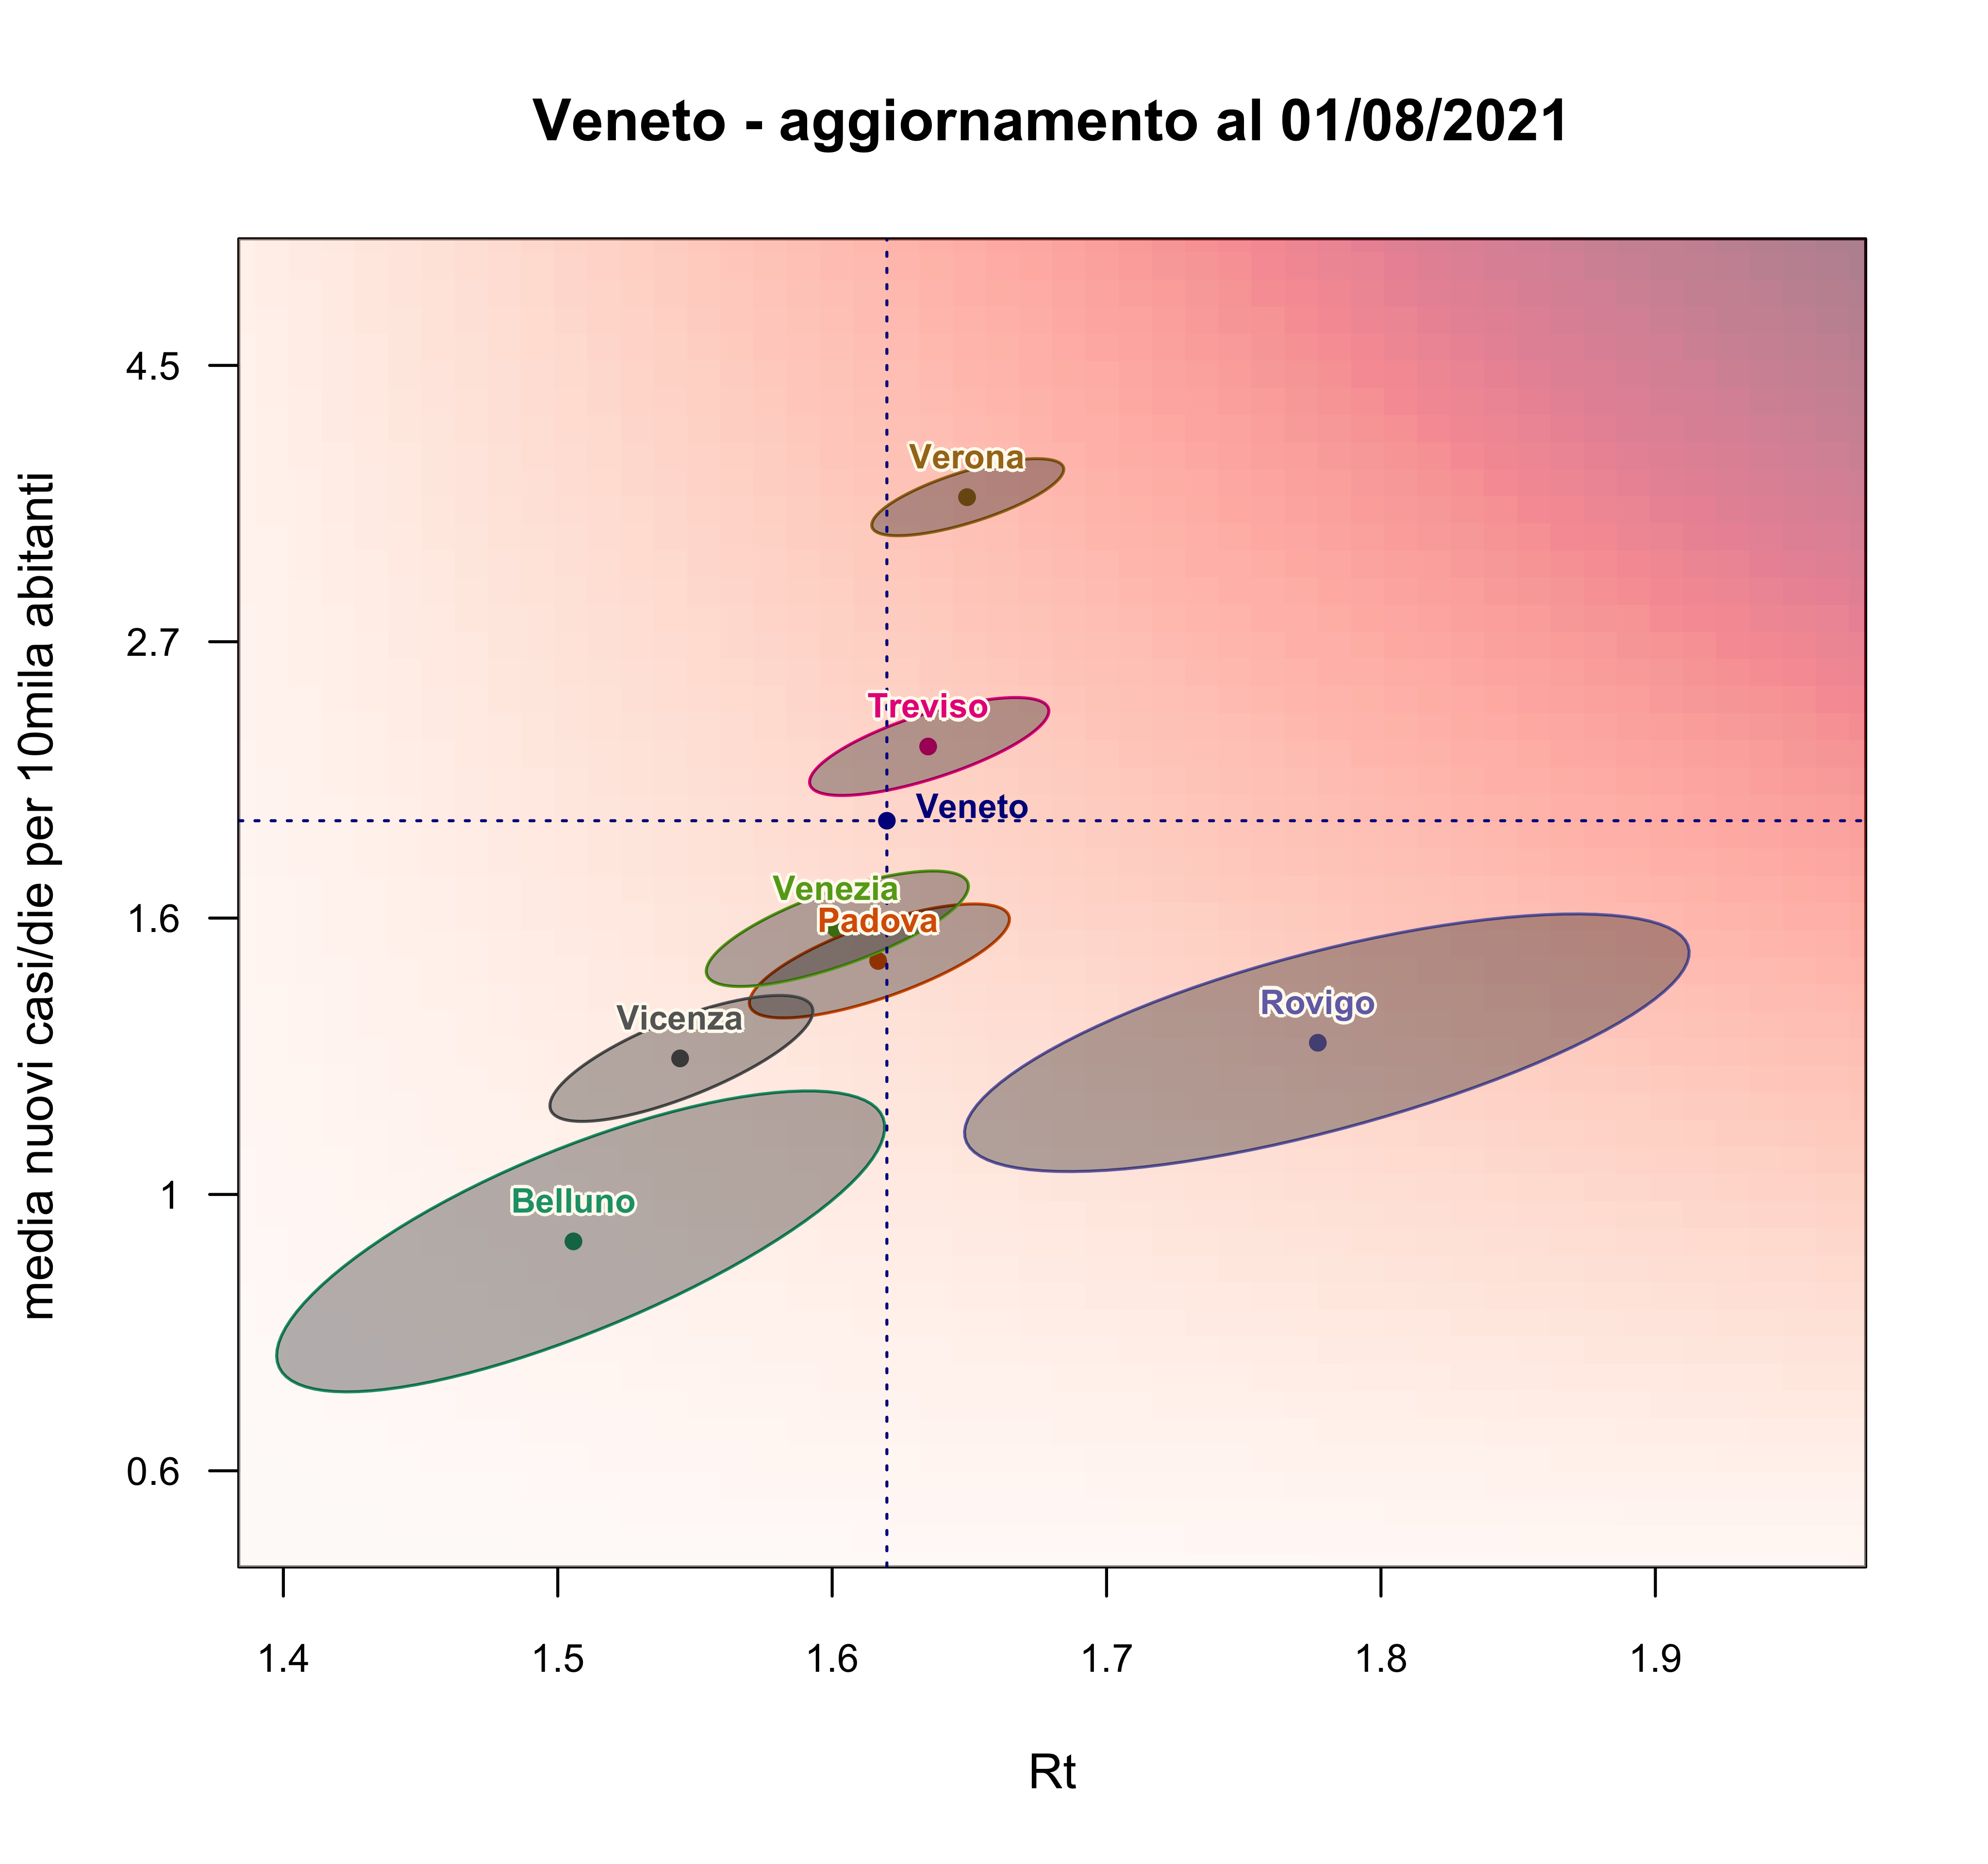 Veneto - aggiornamento al 01/08/2021
media nuovi casi/die per 10mila abitanti
4.5
2.7
1.6
1
0.6
Verona
Treviso
Veneto
Venezia
Padova
Rovigo
Vicenza
Belluno
1.4 1.5 1.6 1.7 1.8 1.9
Rt